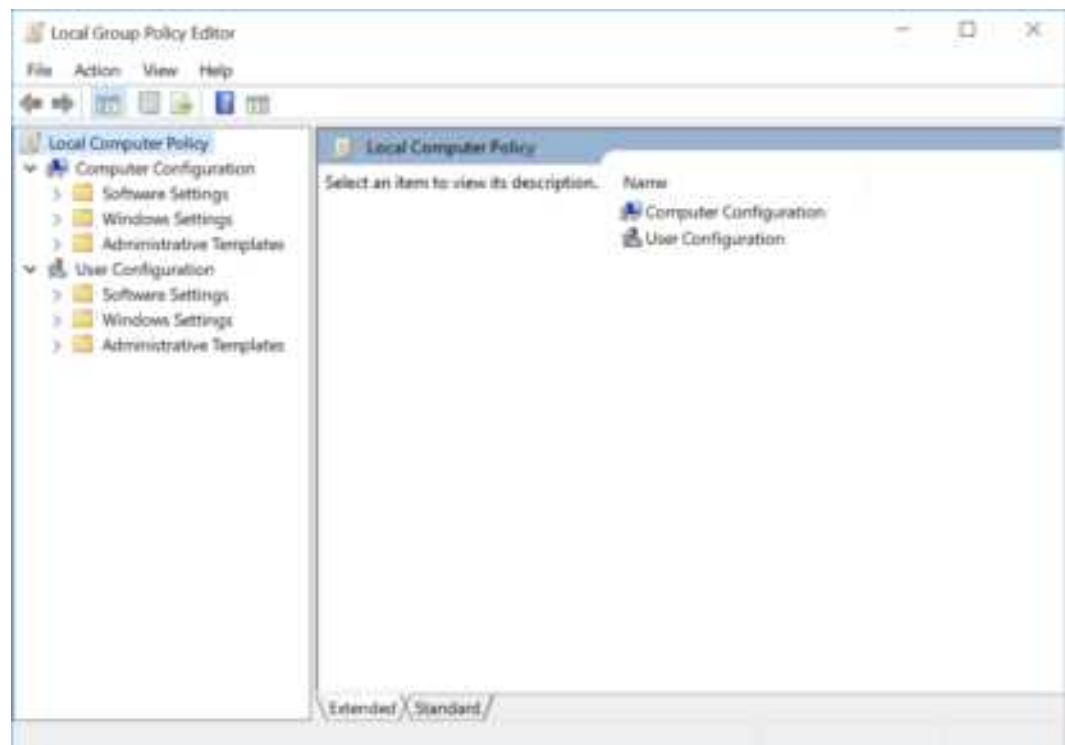 Local Group Policy Editor
File Action View Help
Local Computer Policy
Computer Configuration
Software Settings
Windows Settings
Administrative Templates
User Configuration
Software Settings
Windows Settings
Administrative Templates
Local Computer Policy
Select an item to view its description.
Name
Computer Configuration
User Configuration
Extended Standard